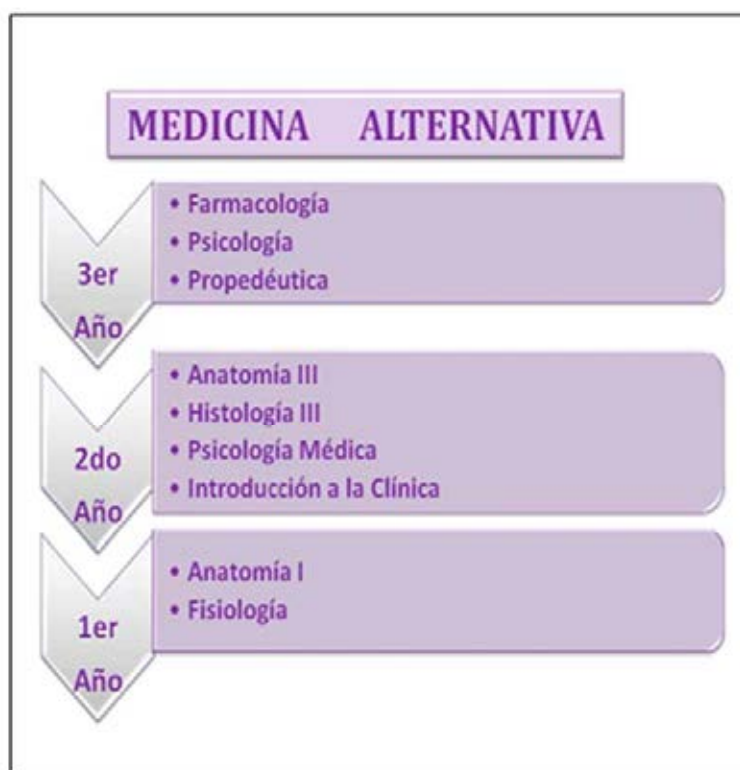 MEDICINA ALTERNATIVA
3er
Año
• Farmacología
• Psicología
• Propedéutica
2do
Año
• Anatomía III
• Histología III
• Psicología Médica
• Introducción a la Clínica
1er
Año
• Anatomía I
• Fisiología